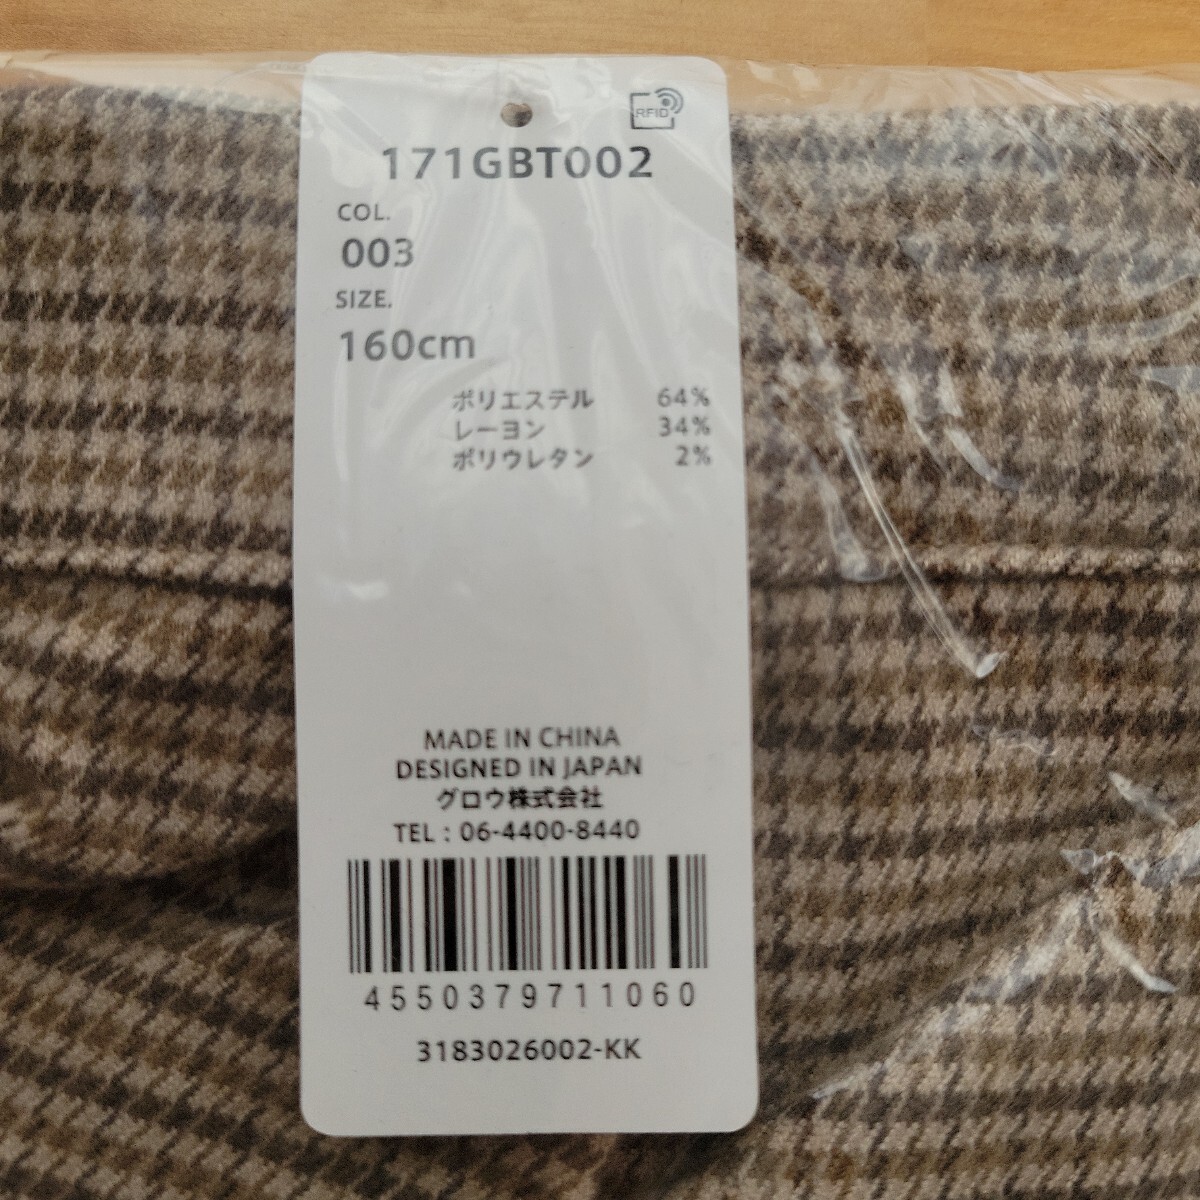 RFID
171GBT002
COL.
003
SIZE.
160cm
ポリエステル 64%
レーヨン 34%
ポリウレタン 2%
MADE IN CHINA
DESIGNED IN JAPAN
グロウ株式会社
TEL : 06-4400-8440
4550379711060
3183026002-KK